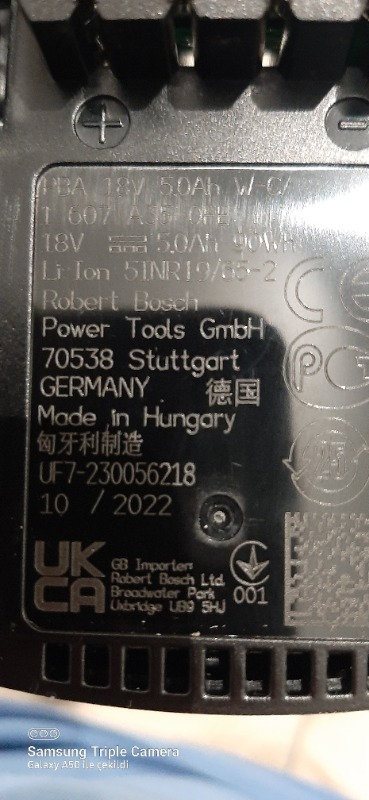 + -
18V 5.0Ah
1 607
18V 5.0Ah 90Wh
Li Ion 5INR19/65-2
Robert Bosch
Power Tools GmbH
70538 Stuttgart
GERMANY 德国
Made in Hungary
匈牙利制造
UF7-230056218
10 / 2022
UK
CA
GB Importer:
Robert Bosch Ltd.
Broadwater Park
Uxbridge UB9 5HJ
001
Samsung Triple Camera
Galaxy A50 ile çekildi